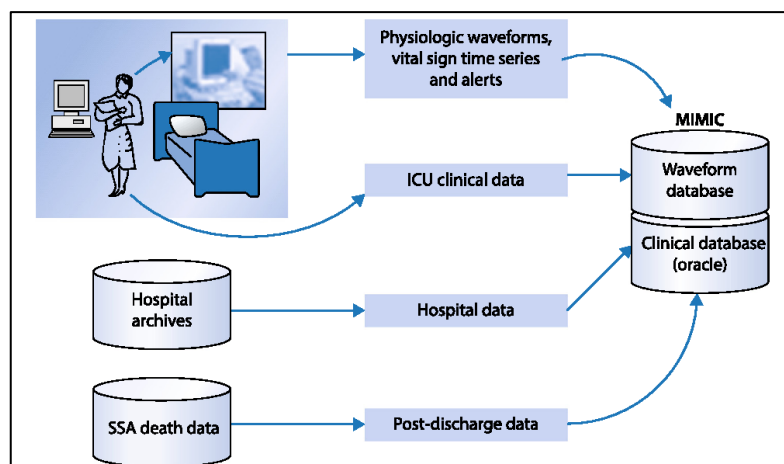 Physiologic waveforms,
vital sign time series
and alerts
MIMIC
Waveform
database
ICU clinical data
Clinical database
(oracle)
Hospital
archives
Hospital data
SSA death data
Post-discharge data